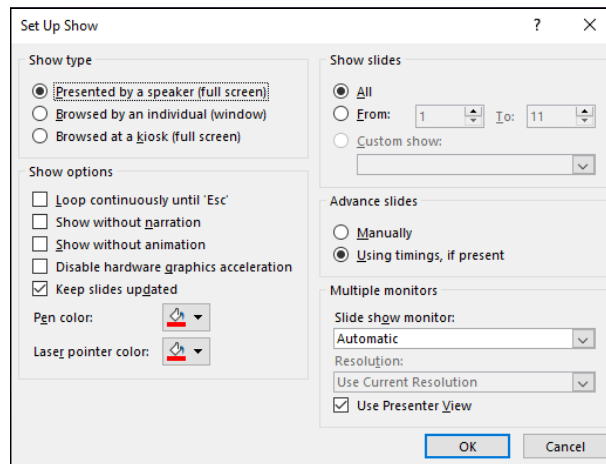 Set Up Show
Show type
Presented by a speaker (full screen)
Browsed by an individual (window)
Browsed at a kiosk (full screen)
Show options
Loop continuously until 'Esc'
Show without narration
Show without animation
Disable hardware graphics acceleration
Keep slides updated
Pen color:
Laser pointer color:
Show slides
All
From: 1 To: 11
Custom show:
Advance slides
Manually
Using timings, if present
Multiple monitors
Slide show monitor:
Automatic
Resolution:
Use Current Resolution
Use Presenter View
OK Cancel